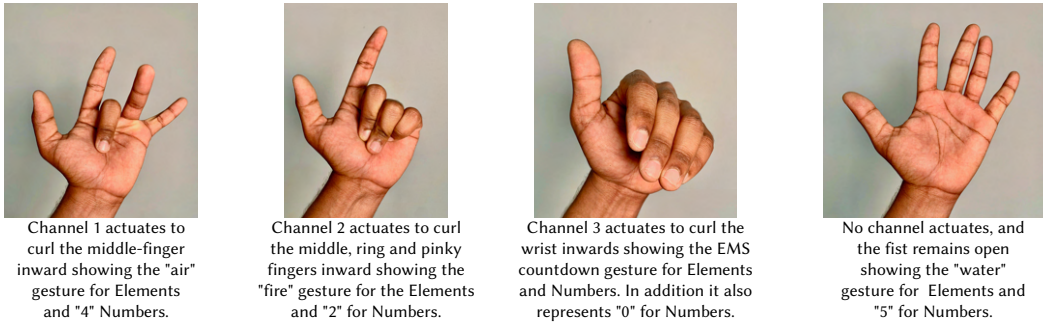 Channel 1 actuates to
curl the middle-finger
inward showing the "air"
gesture for Elements
and "4" Numbers.
Channel 2 actuates to curl
the middle, ring and pinky
fingers inward showing the
"fire" gesture for the Elements
and "2" for Numbers.
Channel 3 actuates to curl the
wrist inwards showing the EMS
countdown gesture for Elements
and Numbers. In addition it also
represents "0" for Numbers.
No channel actuates, and
the fist remains open
showing the "water"
gesture for Elements and
"5" for Numbers.